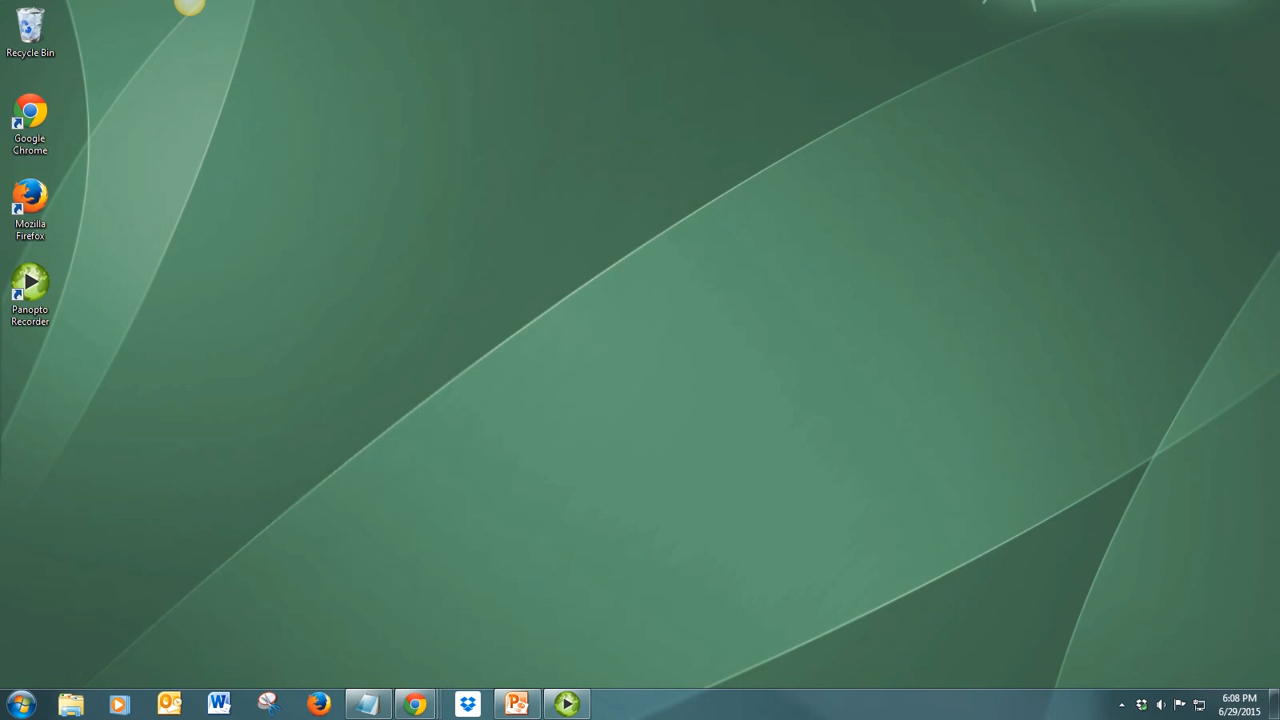 Recycle Bin
Google
Chrome
Mozilla
Firefox
Panopto
Recorder
6:08 PM
6/29/2015